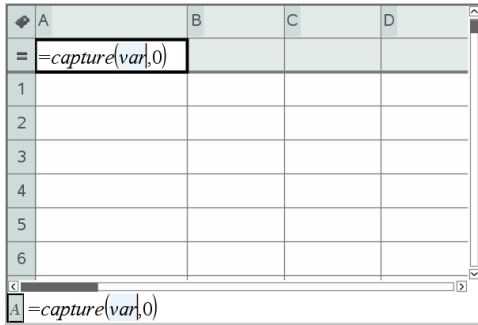 A B C D
= =capture(var,0)
1
2
3
4
5
6
A =capture(var,0)